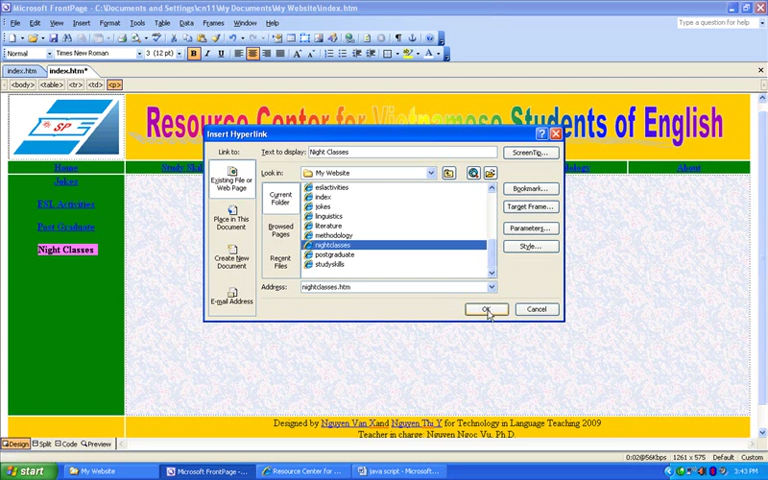 Microsoft FrontPage - C:\Documents and Settings\cn11\My Documents\My Website\index.htm
File Edit View Insert Format Tools Table Data Frames Window Help
Type a question for help
Normal Times New Roman 3 (12 pt) B I U
index.htm index.htm*
<body> <table> <tr> <td> <p>
SP
Resource Center for Vietnamese Students of English
Home
About
Jokes
ESL Activities
Post Graduate
Night Classes
Insert Hyperlink
Link to:
Text to display: Night Classes
ScreenTip...
Existing File or
Web Page
Look in: My Website
Current
Folder
Browsed
Pages
Recent
Files
eslactivities
index
jokes
linguistics
literature
methodology
nightclasses
postgraduate
studyskills
Bookmark...
Target Frame...
Parameters...
Style...
Place in This
Document
Create New
Document
E-mail Address
Address: nightclasses.htm
OK Cancel
Designed by Nguyen Van Xand Nguyen Thi Y for Technology in Language Teaching 2009
Teacher in charge: Nguyen Ngoc Vu, Ph.D.
Design Split Code Preview
0:02@56Kbps 1261 x 575 Default Custom
start My Website Microsoft FrontPage -... Resource Center for ... java script - Microsoft... 3:43 PM